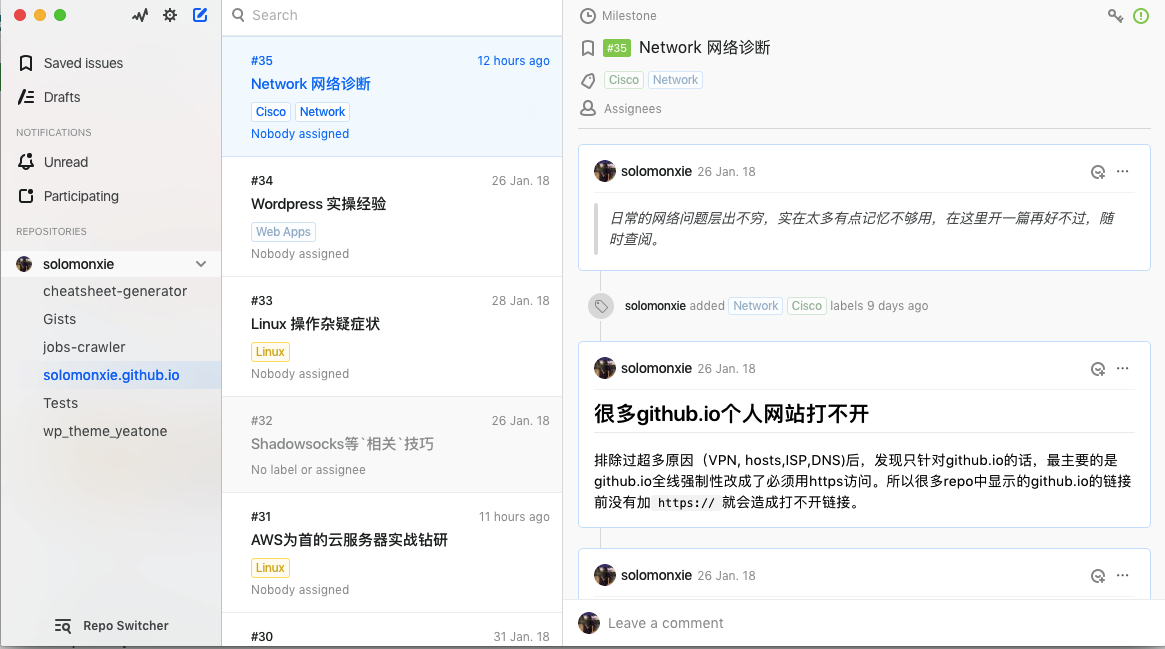 Saved issues
Drafts
NOTIFICATIONS
Unread
Participating
REPOSITORIES
solomonxie
cheatsheet-generator
Gists
jobs-crawler
solomonxie.github.io
Tests
wp_theme_yeatone
Repo Switcher
Search
#35 12 hours ago
Network 网络诊断
Cisco Network
Nobody assigned
#34 26 Jan. 18
Wordpress 实操经验
Web Apps
Nobody assigned
#33 28 Jan. 18
Linux 操作杂疑症状
Linux
Nobody assigned
#32 26 Jan. 18
Shadowsocks等`相关`技巧
No label or assignee
#31 11 hours ago
AWS为首的云服务器实战钻研
Linux
Nobody assigned
#30 31 Jan. 18
Milestone
#35 Network 网络诊断
Cisco Network
Assignees
solomonxie 26 Jan. 18
日常的网络问题层出不穷，实在太多有点记忆不够用，在这里开一篇再好不过，随
时查阅。
solomonxie added Network Cisco labels 9 days ago
solomonxie 26 Jan. 18
很多github.io个人网站打不开
排除过超多原因（VPN, hosts,ISP,DNS)后，发现只针对github.io的话，最主要的是
github.io全线强制性改成了必须用https访问。所以很多repo中显示的github.io的链接
前没有加 https:// 就会造成打不开链接。
solomonxie 26 Jan. 18
Leave a comment